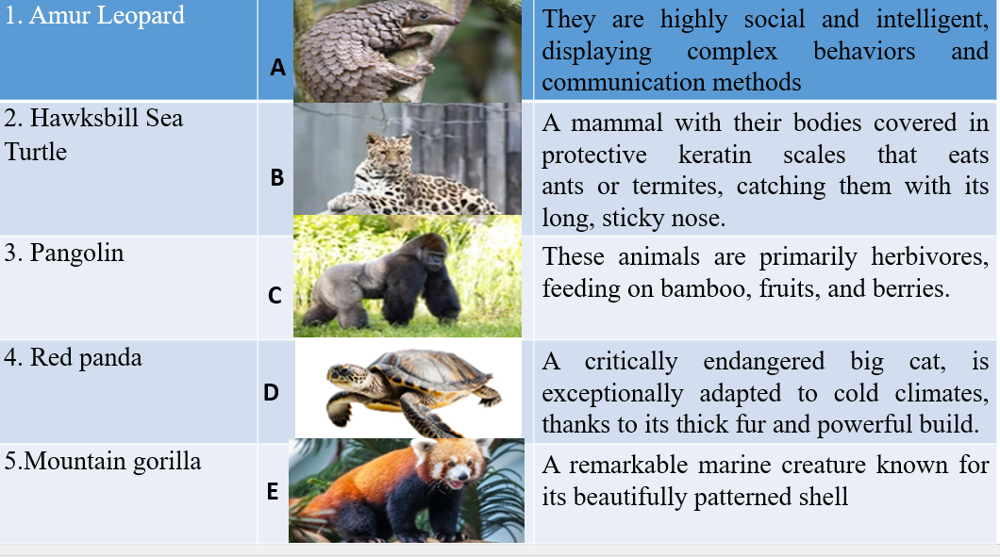 1. Amur Leopard
A
They are highly social and intelligent,
displaying complex behaviors and
communication methods
2. Hawksbill Sea
Turtle
B
A mammal with their bodies covered in
protective keratin scales that eats
ants or termites, catching them with its
long, sticky nose.
3. Pangolin
C
These animals are primarily herbivores,
feeding on bamboo, fruits, and berries.
4. Red panda
D
A critically endangered big cat, is
exceptionally adapted to cold climates,
thanks to its thick fur and powerful build.
5.Mountain gorilla
E
A remarkable marine creature known for
its beautifully patterned shell